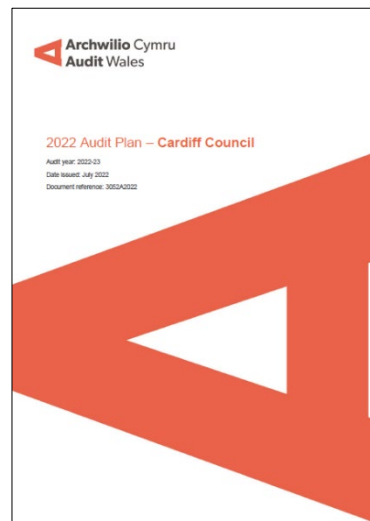 Archwilio Cymru
Audit Wales
2022 Audit Plan – Cardiff Council
Audit year: 2022-23
Date issued: July 2022
Document reference: 3052A2022